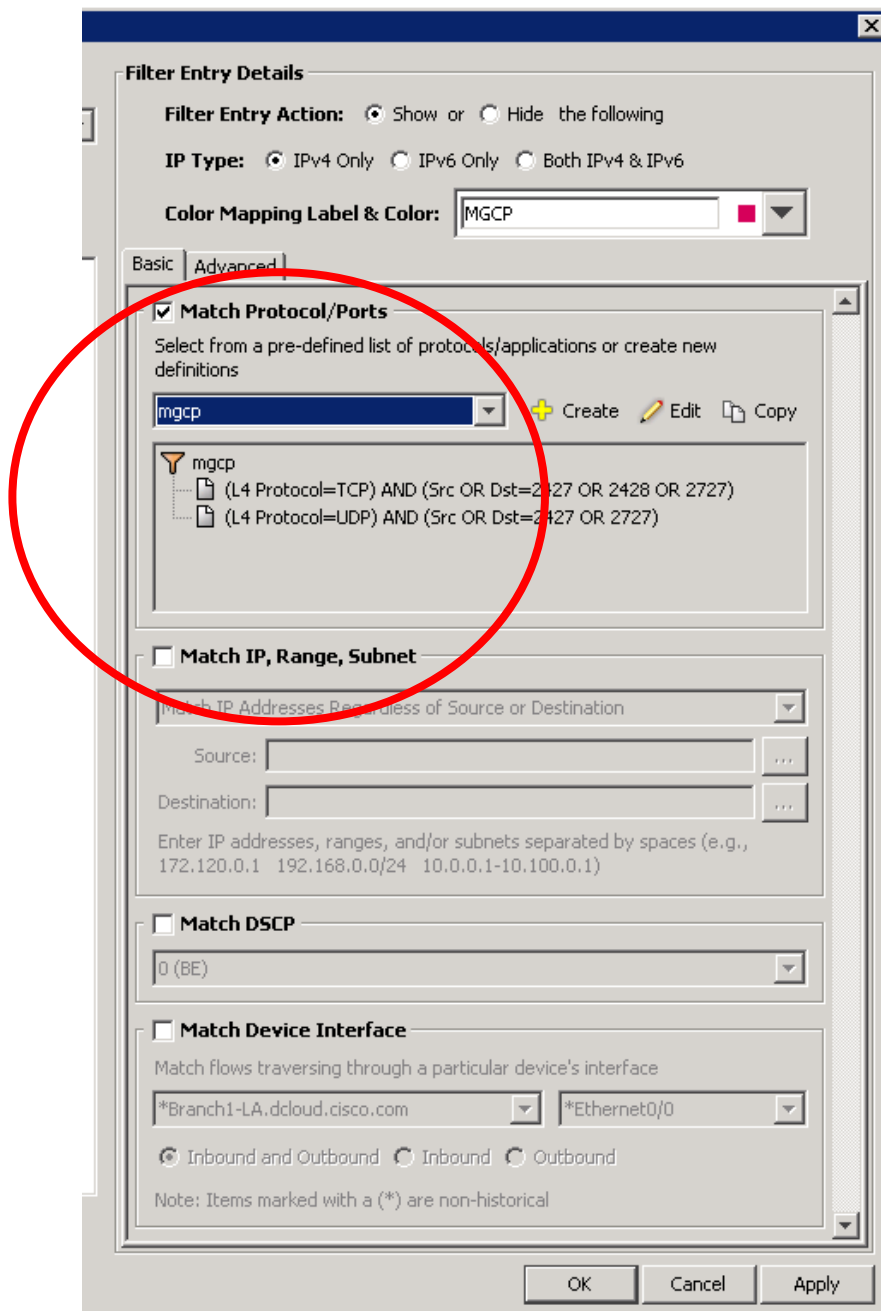 Filter Entry Details
Filter Entry Action: Show or Hide the following
IP Type: IPv4 Only IPv6 Only Both IPv4 & IPv6
Color Mapping Label & Color: MGCP
Basic Advanced
Match Protocol/Ports
Select from a pre-defined list of protocols/applications or create new
definitions
mgcp Create Edit Copy
mgcp
(L4 Protocol=TCP) AND (Src OR Dst=2427 OR 2428 OR 2727)
(L4 Protocol=UDP) AND (Src OR Dst=2427 OR 2727)
Match IP, Range, Subnet
Match IP Addresses Regardless of Source or Destination
Source: ...
Destination: ...
Enter IP addresses, ranges, and/or subnets separated by spaces (e.g.,
172.120.0.1 192.168.0.0/24 10.0.0.1-10.100.0.1)
Match DSCP
0 (BE)
Match Device Interface
Match flows traversing through a particular device's interface
*Branch1-LA.dcloud.cisco.com *Ethernet0/0
Inbound and Outbound Inbound Outbound
Note: Items marked with a (*) are non-historical
OK Cancel Apply